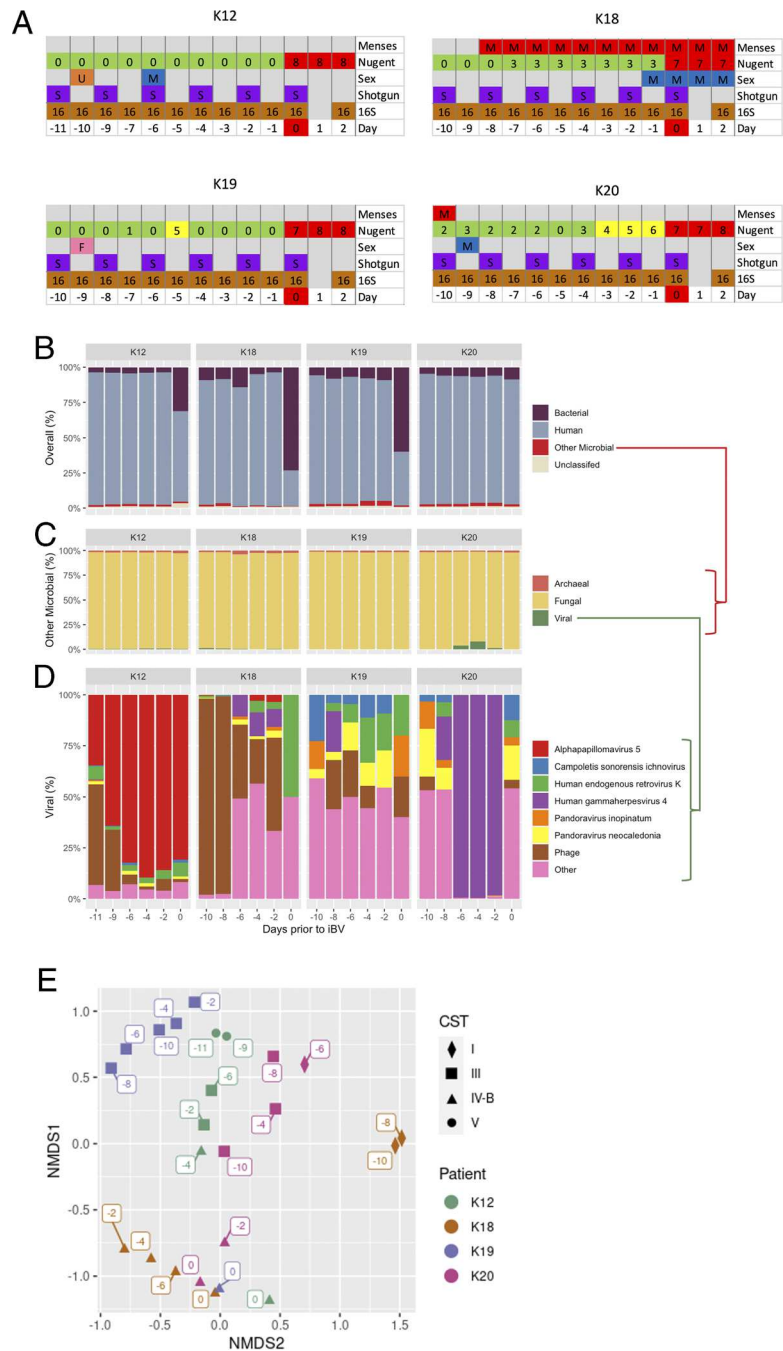 A
K12
Menses
0 0 0 0 0 0 0 0 0 0 8 8 8 Nugent
U M Sex
S S S S S S Shotgun
16 16 16 16 16 16 16 16 16 16 16 16 16S
-11 -10 -9 -7 -6 -5 -4 -3 -2 -1 0 1 2 Day
K18
M M M M M M M M M M M Menses
0 0 0 3 3 3 3 3 3 3 7 7 7 Nugent
M M M M Sex
S S S S S S Shotgun
16 16 16 16 16 16 16 16 16 16 16 16 16S
-10 -9 -8 -7 -6 -5 -4 -3 -2 -1 0 1 2 Day
K19
Menses
0 0 0 1 0 5 0 0 0 0 7 8 8 Nugent
F Sex
S S S S S S Shotgun
16 16 16 16 16 16 16 16 16 16 16 16 16S
-10 -9 -8 -7 -6 -5 -4 -3 -2 -1 0 1 2 Day
K20
M Menses
2 3 2 2 2 0 3 4 5 6 7 7 8 Nugent
M Sex
S S S S S S Shotgun
16 16 16 16 16 16 16 16 16 16 16 16 16S
-10 -9 -8 -7 -6 -5 -4 -3 -2 -1 0 1 2 Day
B
K12 K18 K19 K20
Overall (%)
100%
75%
50%
25%
0%
Bacterial
Human
Other Microbial
Unclassifed
C
K12 K18 K19 K20
Other Microbial (%)
100%
75%
50%
25%
0%
Archaeal
Fungal
Viral
D
K12 K18 K19 K20
Viral (%)
100%
75%
50%
25%
0%
-11 -9 -6 -4 -2 0 -10 -8 -6 -4 -2 0 -10 -8 -6 -4 -2 0 -10 -8 -6 -4 -2 0
Days prior to iBV
Alphapapillomavirus 5
Campoletis sonorensis ichnovirus
Human endogenous retrovirus K
Human gammaherpesvirus 4
Pandoravirus inopinatum
Pandoravirus neocaledonia
Phage
Other
E
NMDS1
1.0
0.5
0.0
-0.5
-1.0
-4 -2
-6 -10 -11 -9 -6
-8 -6 -8
-2 -4 -8
-4 -10 -10
-2 -4 -2
-6 0 0
0 0
-1.0 -0.5 0.0 0.5 1.0 1.5
NMDS2
CST
I
III
IV-B
V
Patient
K12
K18
K19
K20